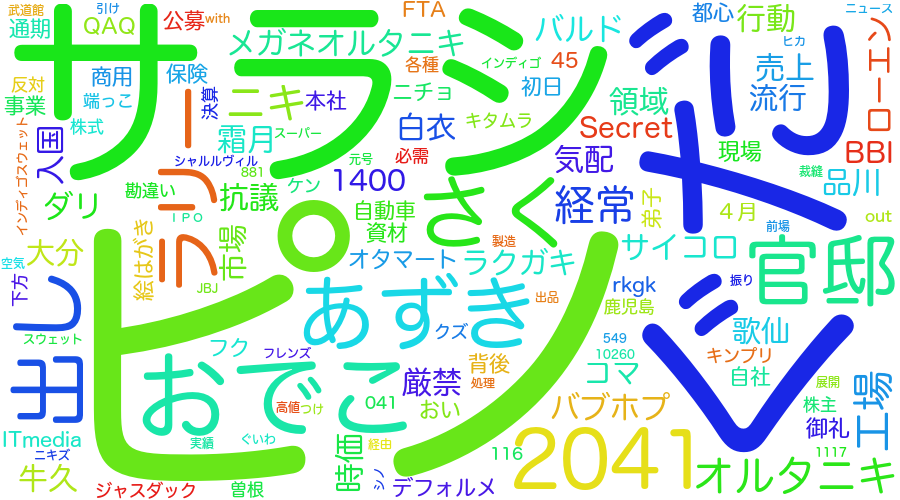 武道館
引け
公募
with
FTA
都心
ニュース
通期
QAQ
サラミン
行動
メガネオルタニキ
バルド
ヒカ
反対
商用
保険
各種
45
インディゴ
売上
事業
端っこ
決算
ニキ
本社
ニチョ
初日
領域
流行
ギリシャ
エンローー
株式
霜月
スーパー
白衣
キタムラ
Secret
BBI
入国
シャルルヴィル
元号
必需
気配
現場
裁縫
インディゴスウェット
881
ケン
1400
勘違い
抗議
品川
ダリ
リラー
IPO
自動車
資材
さく
経常
弟子
4月
out
前場
大分
絵はがき
市場
ピン
製造
サイコロ
官邸
空気
JBJ
オタマート
ラクガキ
下方
rkgk
振り
出し
あずき
出品
鹿児島
スウェット
フレンズ
クズ
549
歌仙
フク
おでこ
背後
10260
キンプリ
厳禁
処理
コマ
自社
展開
高値
つけ
041
おい
バブホプ
株主
工場
ITmedia
実績
ぐいわ
時価
経由
116
2041
御礼
1117
ニキズ
牛久
ジャスダック
曽根
シノ
デフォルメ
オルタニキ